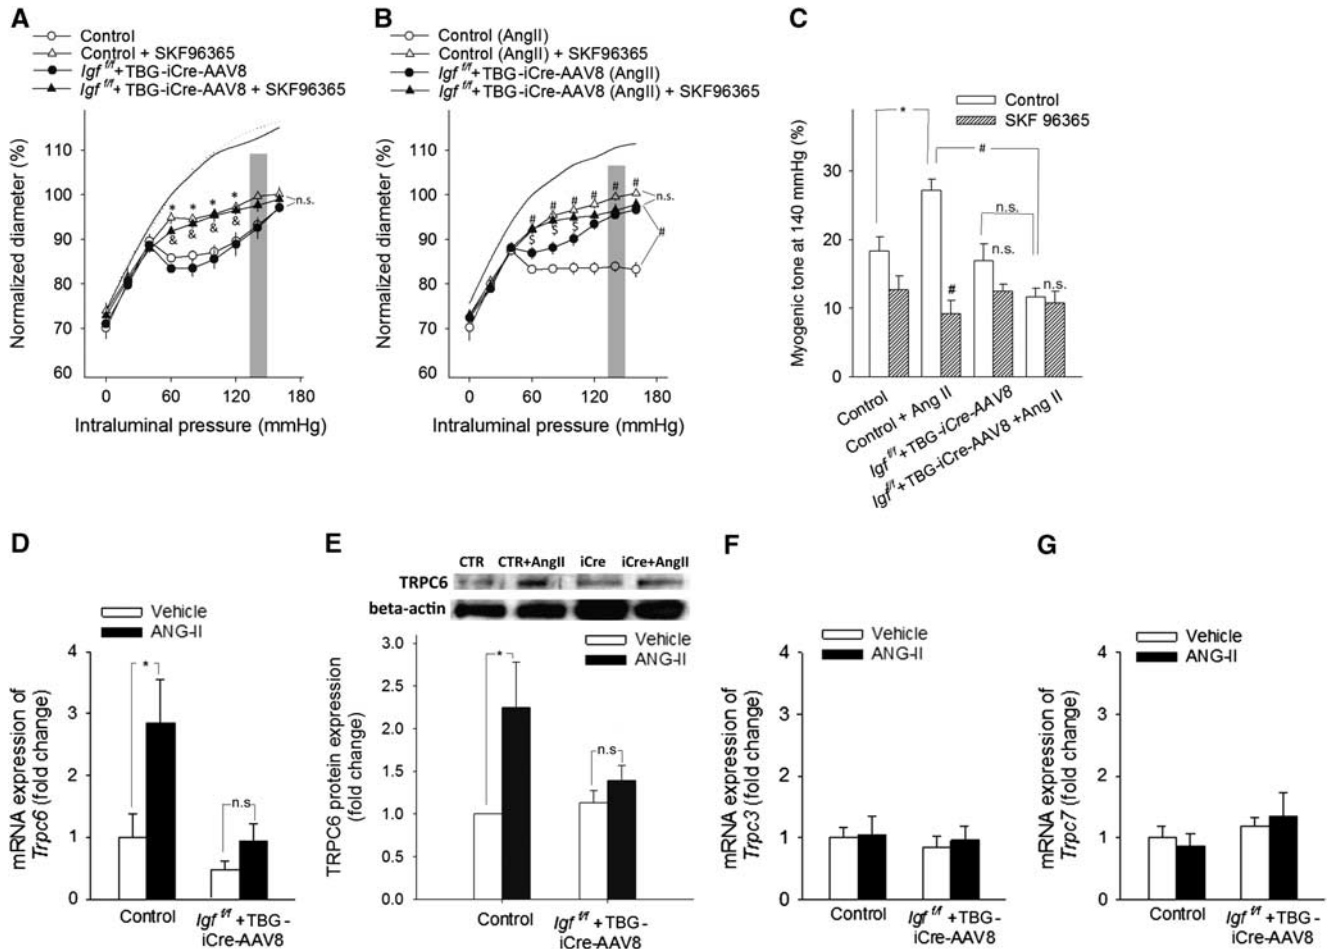 A
Control
Control + SKF96365
Igf f/f + TBG-iCre-AAV8
Igf f/f + TBG-iCre-AAV8 + SKF96365
Normalized diameter (%)
110
100
90
80
70
60
* * * *
& & & &
n.s.
0 60 120 180
Intraluminal pressure (mmHg)
B
Control (AngII)
Control (AngII) + SKF96365
Igf f/f + TBG-iCre-AAV8 (AngII)
Igf f/f + TBG-iCre-AAV8 (AngII) + SKF96365
Normalized diameter (%)
110
100
90
80
70
60
# # # # # #
$ $ $
n.s.
#
0 60 120 180
Intraluminal pressure (mmHg)
C
Control
SKF 96365
Myogenic tone at 140 mmHg (%)
30
20
10
0
*
#
#
n.s.
n.s.
n.s.
Control
Control + Ang II
Igf f/f + TBG-iCre-AAV8
Igf f/f + TBG-iCre-AAV8 +Ang II
D
Vehicle
ANG-II
mRNA expression of
Trpc6 (fold change)
4
3
2
1
0
*
n.s
Control
Igf f/f + TBG -
iCre-AAV8
E
CTR CTR+AngII iCre iCre+AngII
TRPC6
beta-actin
Vehicle
ANG-II
TRPC6 protein expression
(fold change)
3.0
2.5
2.0
1.5
1.0
0.5
0.0
*
n.s
Control
Igf f/f + TBG-
iCre-AAV8
F
Vehicle
ANG-II
mRNA expression of
Trpc3 (fold change)
4
3
2
1
0
Control
Igf f/f + TBG -
iCre-AAV8
G
Vehicle
ANG-II
mRNA expression of
Trpc7 (fold change)
4
3
2
1
0
Control
Igf f/f + TBG -
iCre-AAV8